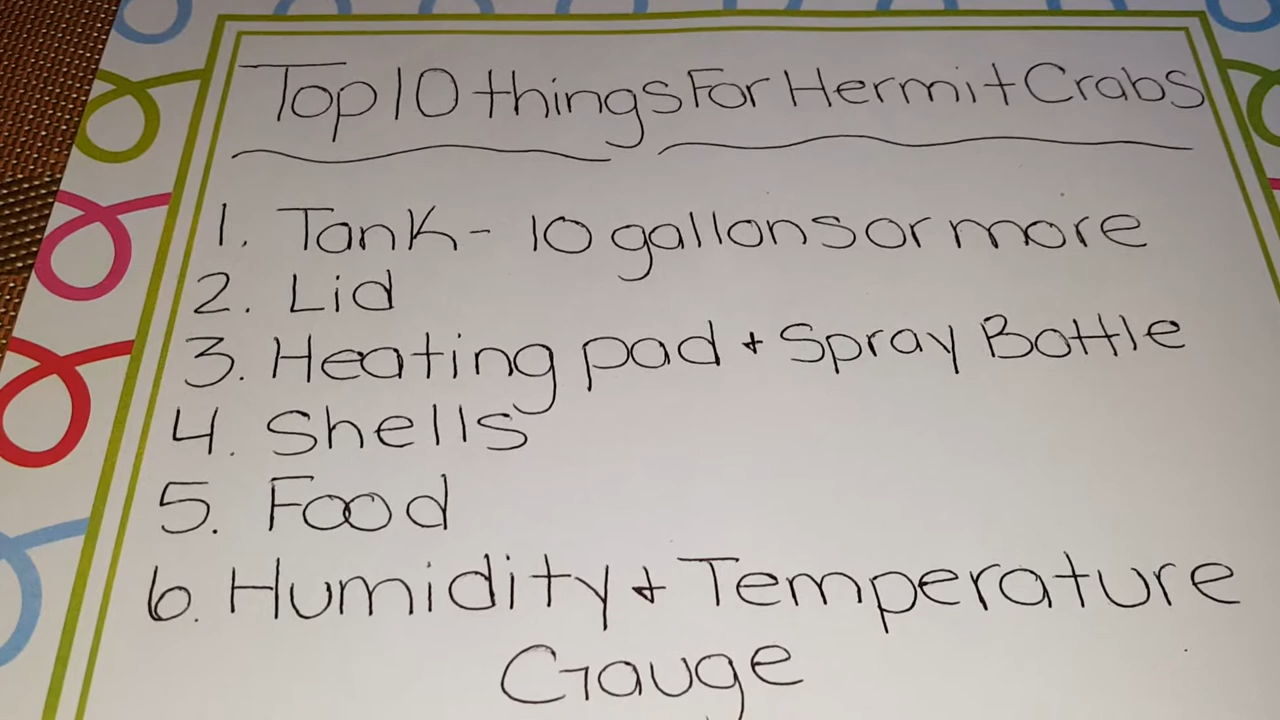 Top 10 things For Hermit Crabs
1. Tank - 10 gallons or more
2. Lid
3. Heating pad + Spray Bottle
4. Shells
5. Food
6. Humidity + Temperature
Gauge